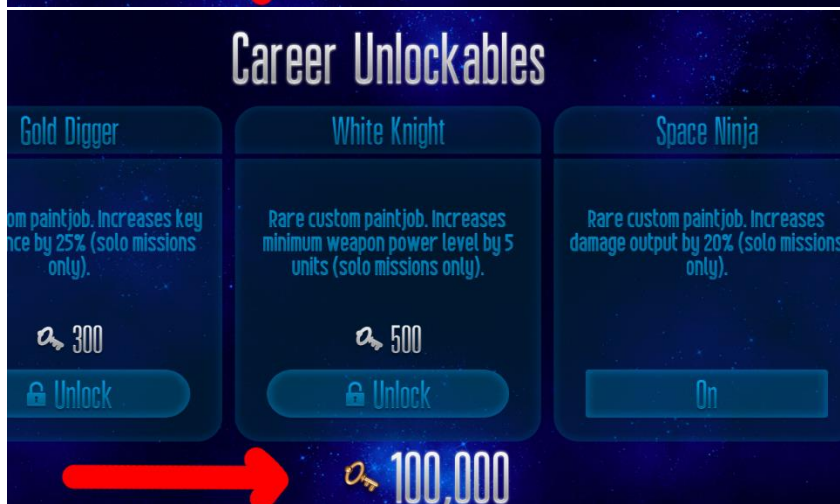 Career Unlockables
Gold Digger
om paintjob. Increases key
nce by 25% (solo missions
only).
300
Unlock
White Knight
Rare custom paintjob. Increases
minimum weapon power level by 5
units (solo missions only).
500
Unlock
Space Ninja
Rare custom paintjob. Increases
damage output by 20% (solo missions
only).
On
100,000